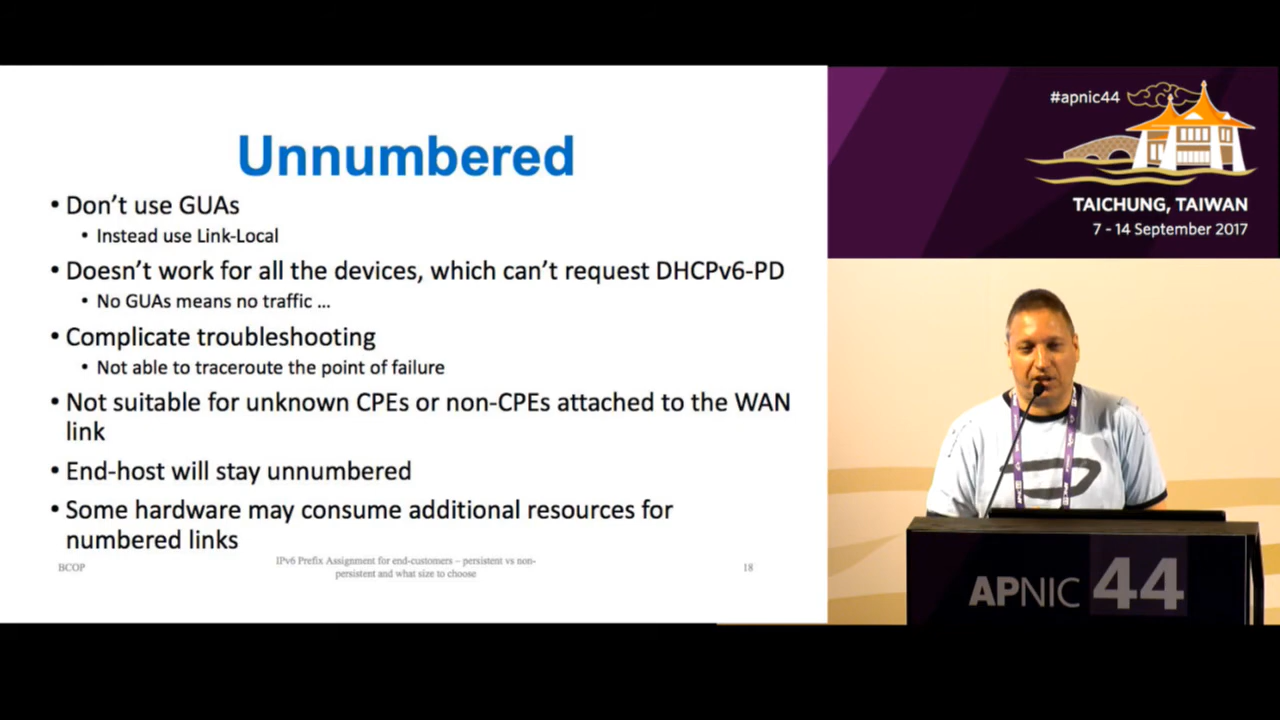 Unnumbered
• Don't use GUAs
• Instead use Link-Local
• Doesn't work for all the devices, which can't request DHCPv6-PD
• No GUAs means no traffic ...
• Complicate troubleshooting
• Not able to traceroute the point of failure
• Not suitable for unknown CPEs or non-CPEs attached to the WAN
link
• End-host will stay unnumbered
• Some hardware may consume additional resources for
numbered links
BCOP
IPv6 Prefix Assignment for end-customers – persistent vs non-
persistent and what size to choose
18
#apnic44
TAICHUNG, TAIWAN
7 - 14 September 2017
APNIC 44